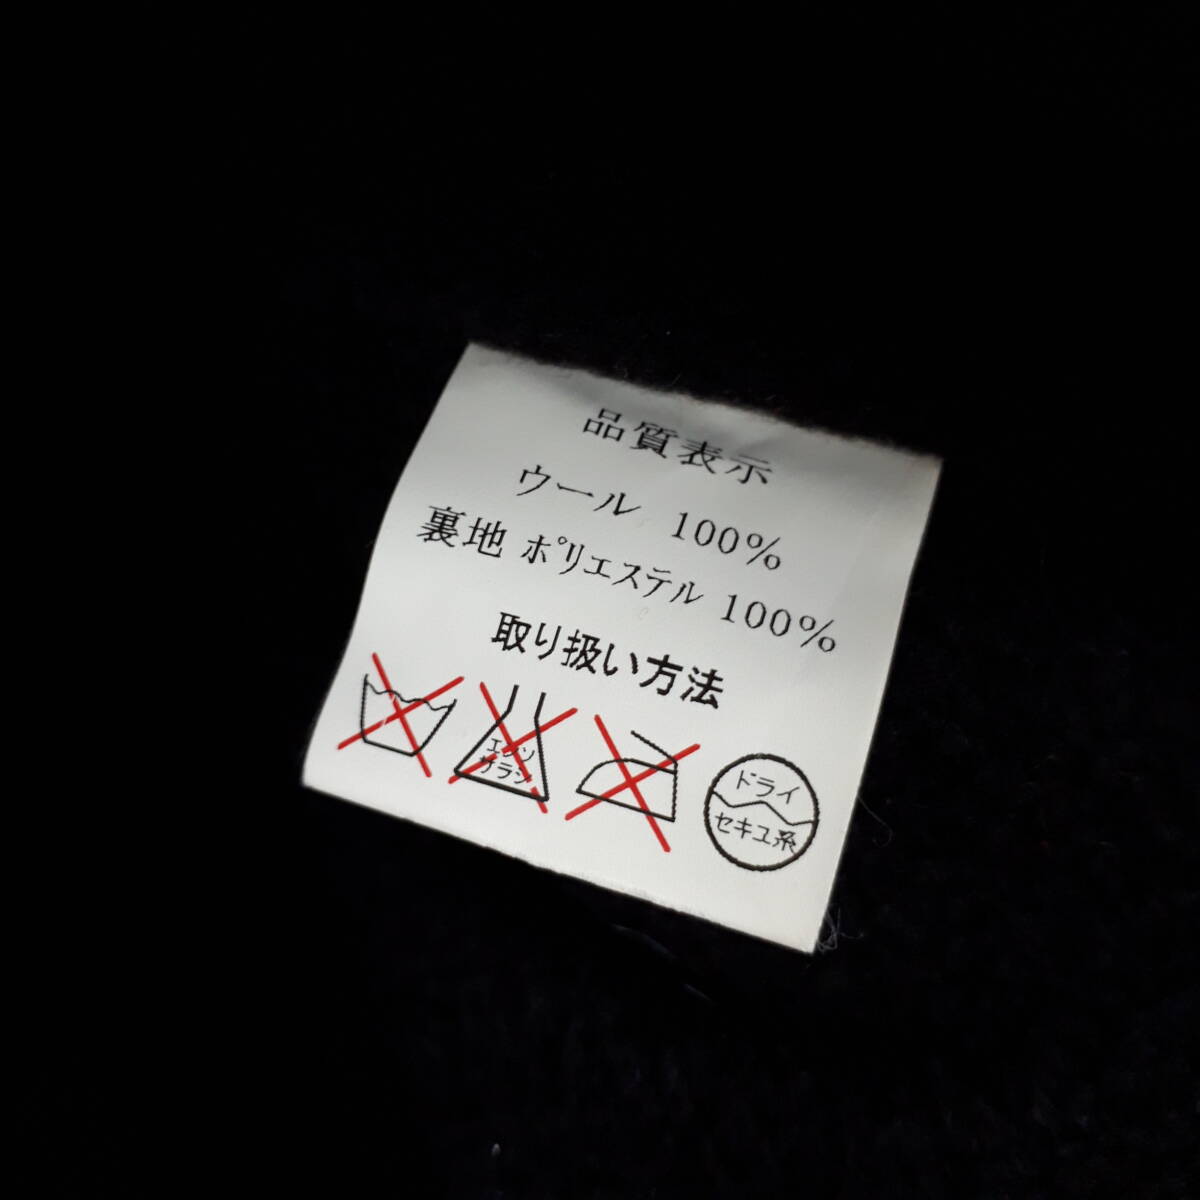 品質表示
ウール 100%
裏地 ポリエステル 100%
取り扱い方法
エンソ
サラシ
ドライ
セキユ系